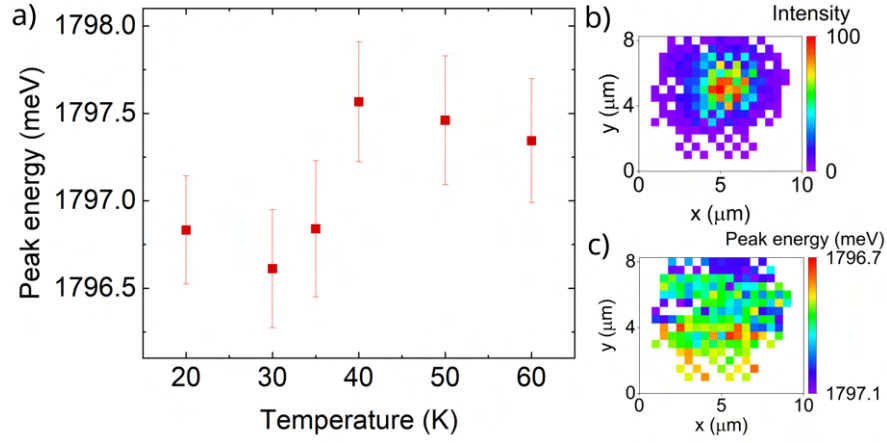 a)
Peak energy (meV)
1798.0
1797.5
1797.0
1796.5
20
30
40
50
60
Temperature (K)
b)
Intensity
100
0
y (μm)
8
4
0
0
5
10
x (μm)
c)
Peak energy (meV)
1796.7
1797.1
y (μm)
8
4
0
0
5
10
x (μm)